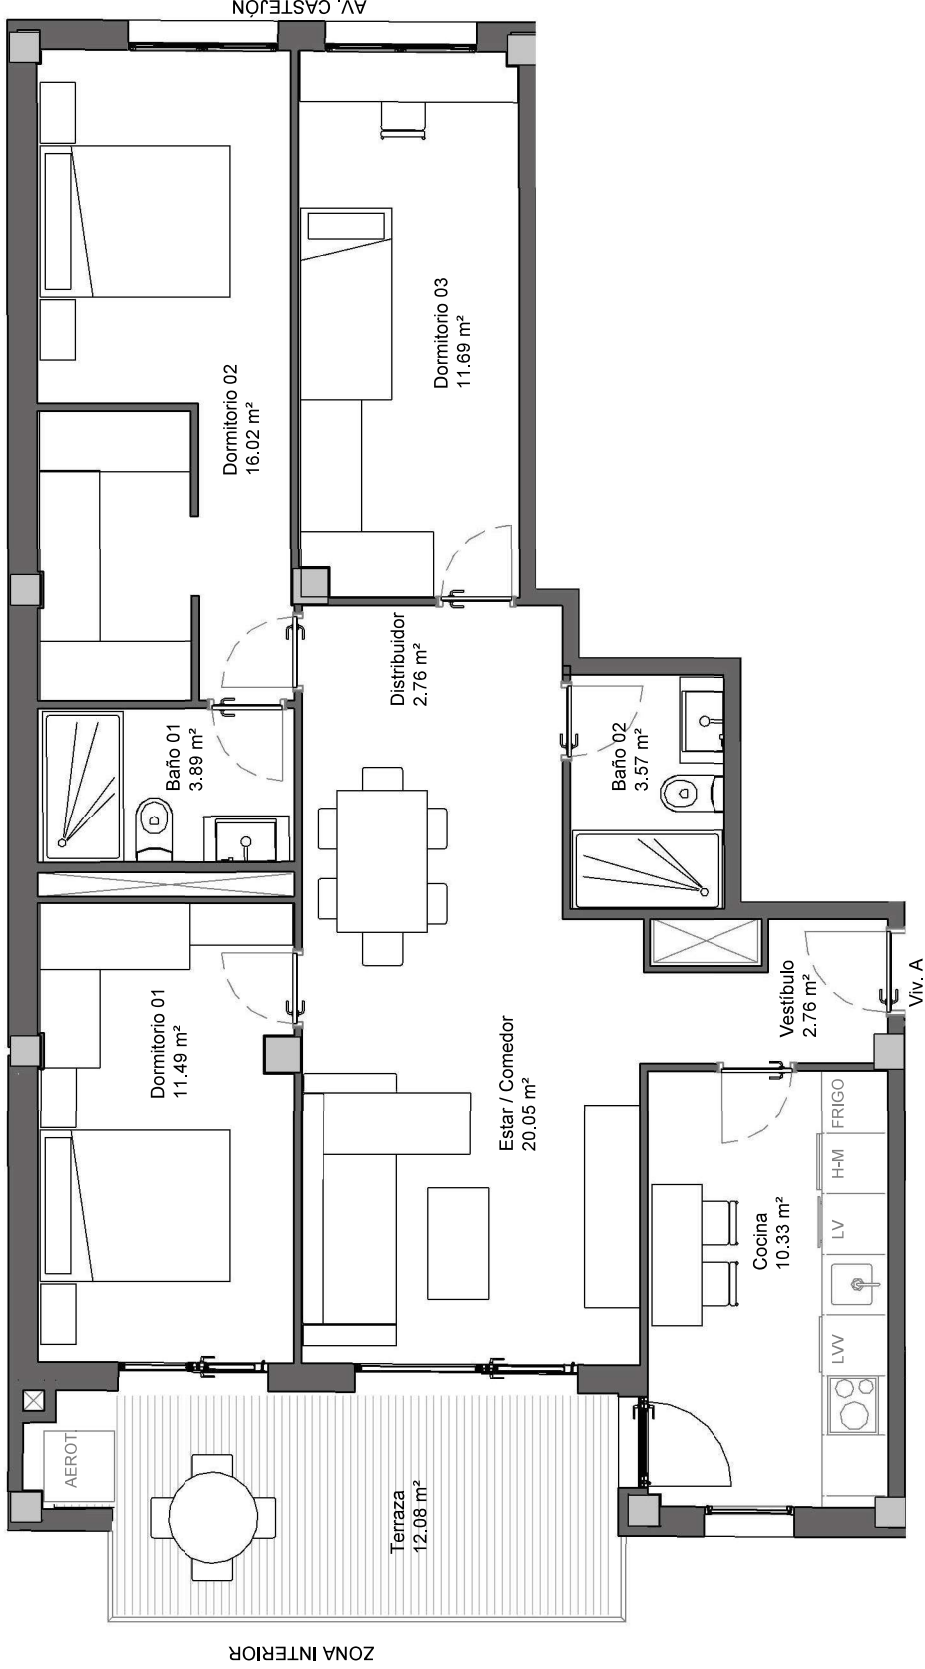 AV. CASTEJÓN
Dormitorio 03
11.69 m²
Dormitorio 02
16.02 m²
Distribuidor
2.76 m²
Baño 01
3.89 m²
Baño 02
3.57 m²
Vestíbulo
2.76 m²
Viv. A
Dormitorio 01
11.49 m²
Estar / Comedor
20.05 m²
Cocina
10.33 m²
FRIGO
H-M
LV
LVV
AEROT
Terraza
12.08 m²
ZONA INTERIOR